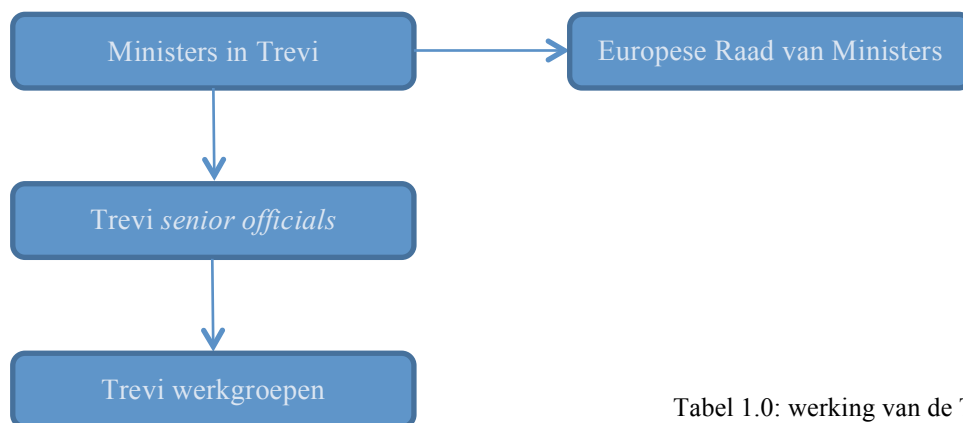 Ministers in Trevi
Europese Raad van Ministers
Trevi senior officials
Trevi werkgroepen
Tabel 1.0: werking van de